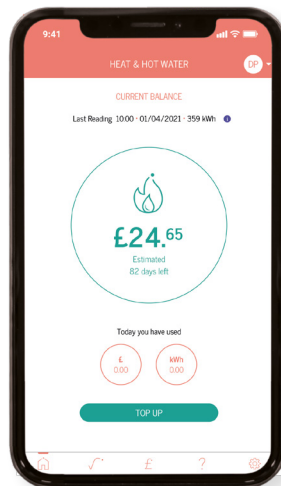 9:41
HEAT & HOT WATER
DP
CURRENT BALANCE
Last Reading 10:00 - 01/04/2021 - 359 kWh i
£24.65
Estimated
82 days left
Today you have used
£ kWh
0.00 0.00
TOP UP
£ ?